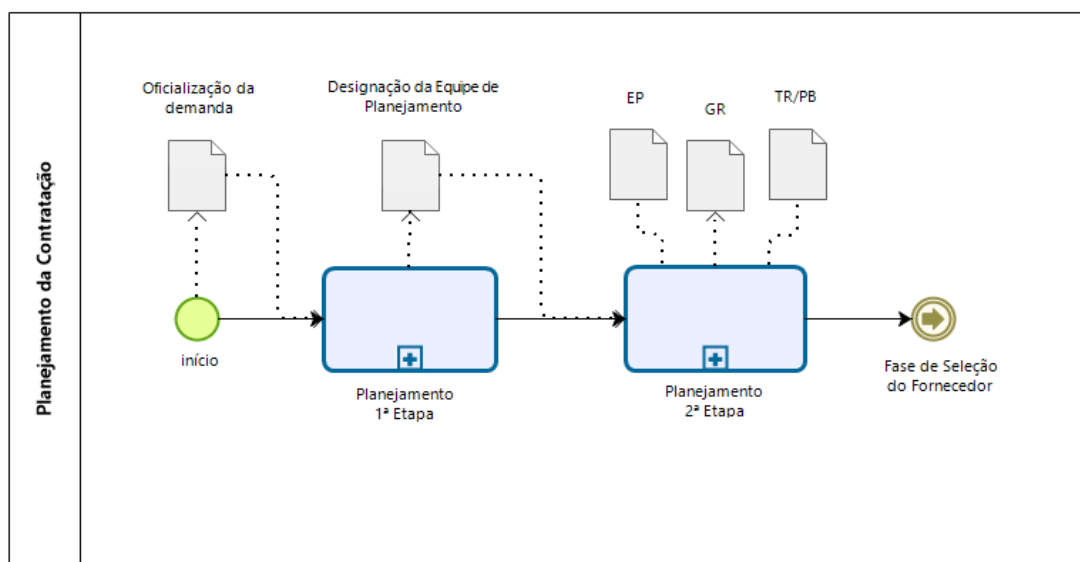 Planejamento da Contratação
Oficialização da
demanda
Designação da Equipe de
Planejamento
EP
GR
TR/PB
início
Planejamento
1ª Etapa
Planejamento
2ª Etapa
Fase de Seleção
do Fornecedor